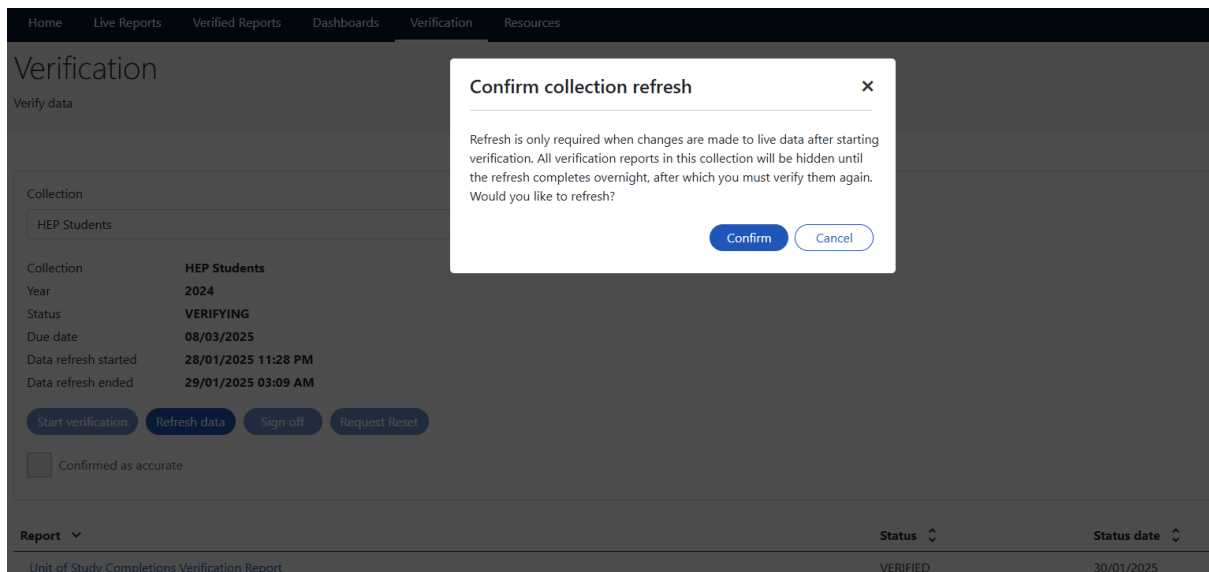 Home Live Reports Verified Reports Dashboards Verification Resources
Verification
Verify data
Confirm collection refresh
Refresh is only required when changes are made to live data after starting
verification. All verification reports in this collection will be hidden until
the refresh completes overnight, after which you must verify them again.
Would you like to refresh?
Confirm Cancel
Collection
HEP Students
Collection HEP Students
Year 2024
Status VERIFYING
Due date 08/03/2025
Data refresh started 28/01/2025 11:28 PM
Data refresh ended 29/01/2025 03:09 AM
Start verification Refresh data Sign off Request Reset
Confirmed as accurate
Report Status Status date
Unit of Study Completions Verification Report VERIFIED 30/01/2025